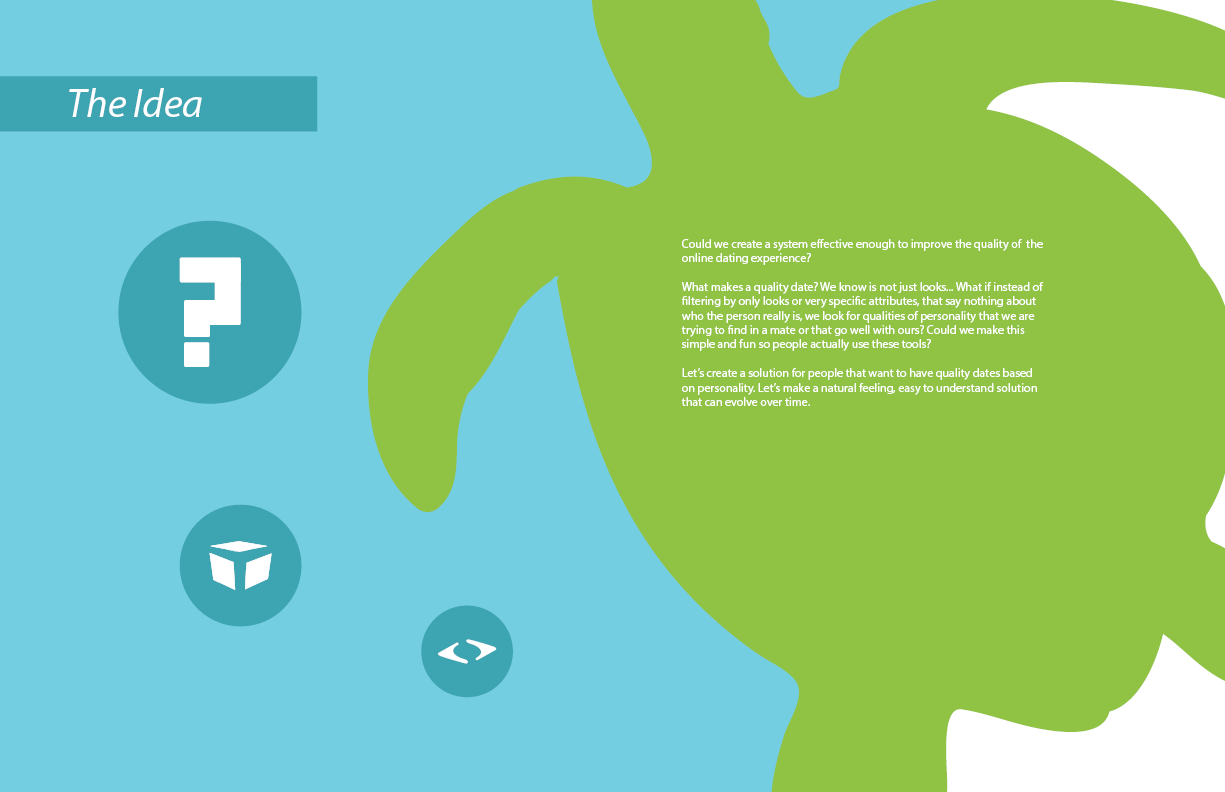 The Idea
Could we create a system effective enough to improve the quality of the
online dating experience?
What makes a quality date? We know is not just looks... What if instead of
filtering by only looks or very specific attributes, that say nothing about
who the person really is, we look for qualities of personality that we are
trying to find in a mate or that go well with ours? Could we make this
simple and fun so people actually use these tools?
Let's create a solution for people that want to have quality dates based
on personality. Let's make a natural feeling, easy to understand solution
that can evolve over time.